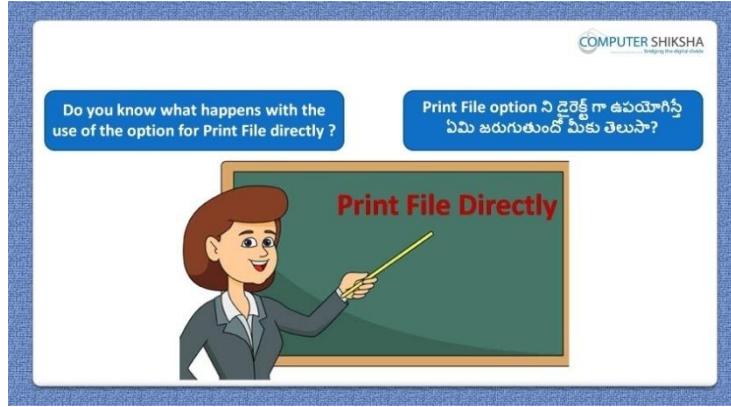 COMPUTER SHIKSHA
bridging the digital divide
Do you know what happens with the
use of the option for Print File directly ?
Print File option ని డైరెక్ట్ గా ఉపయోగిస్తే
ఏమి జరుగుతుందో మీకు తెలుసా?
Print File Directly